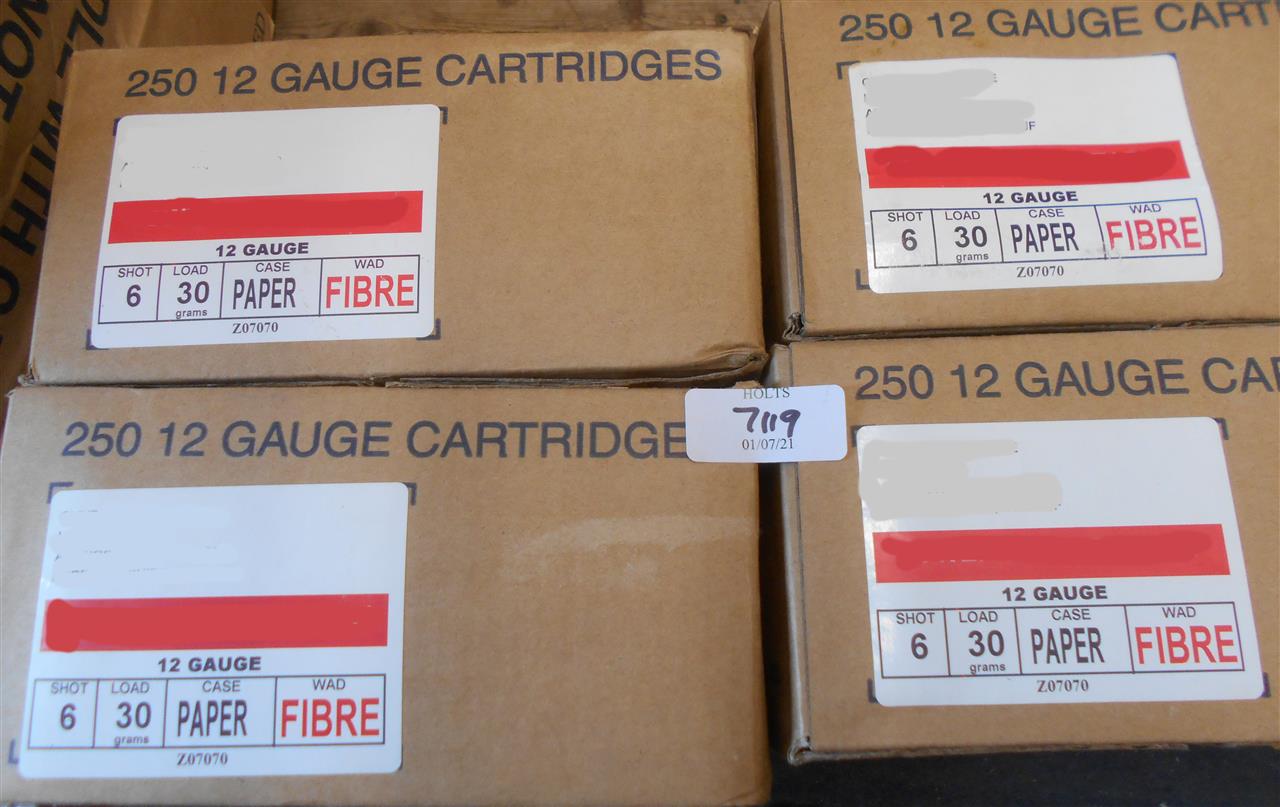 250 12 GAUGE CARTRIDGES
12 GAUGE
SHOT LOAD CASE WAD
6 30 PAPER FIBRE
grams
Z07070
250 12 GAUGE CART
F
12 GAUGE
SHOT LOAD CASE WAD
6 30 PAPER FIBRE
grams
Z07070
250 12 GAUGE CARTRIDGE
12 GAUGE
SHOT LOAD CASE WAD
6 30 PAPER FIBRE
grams
Z07070
HOLTS
7119
01/07/21
250 12 GAUGE CA
12 GAUGE
SHOT LOAD CASE WAD
6 30 PAPER FIBRE
grams
Z07070
WITH